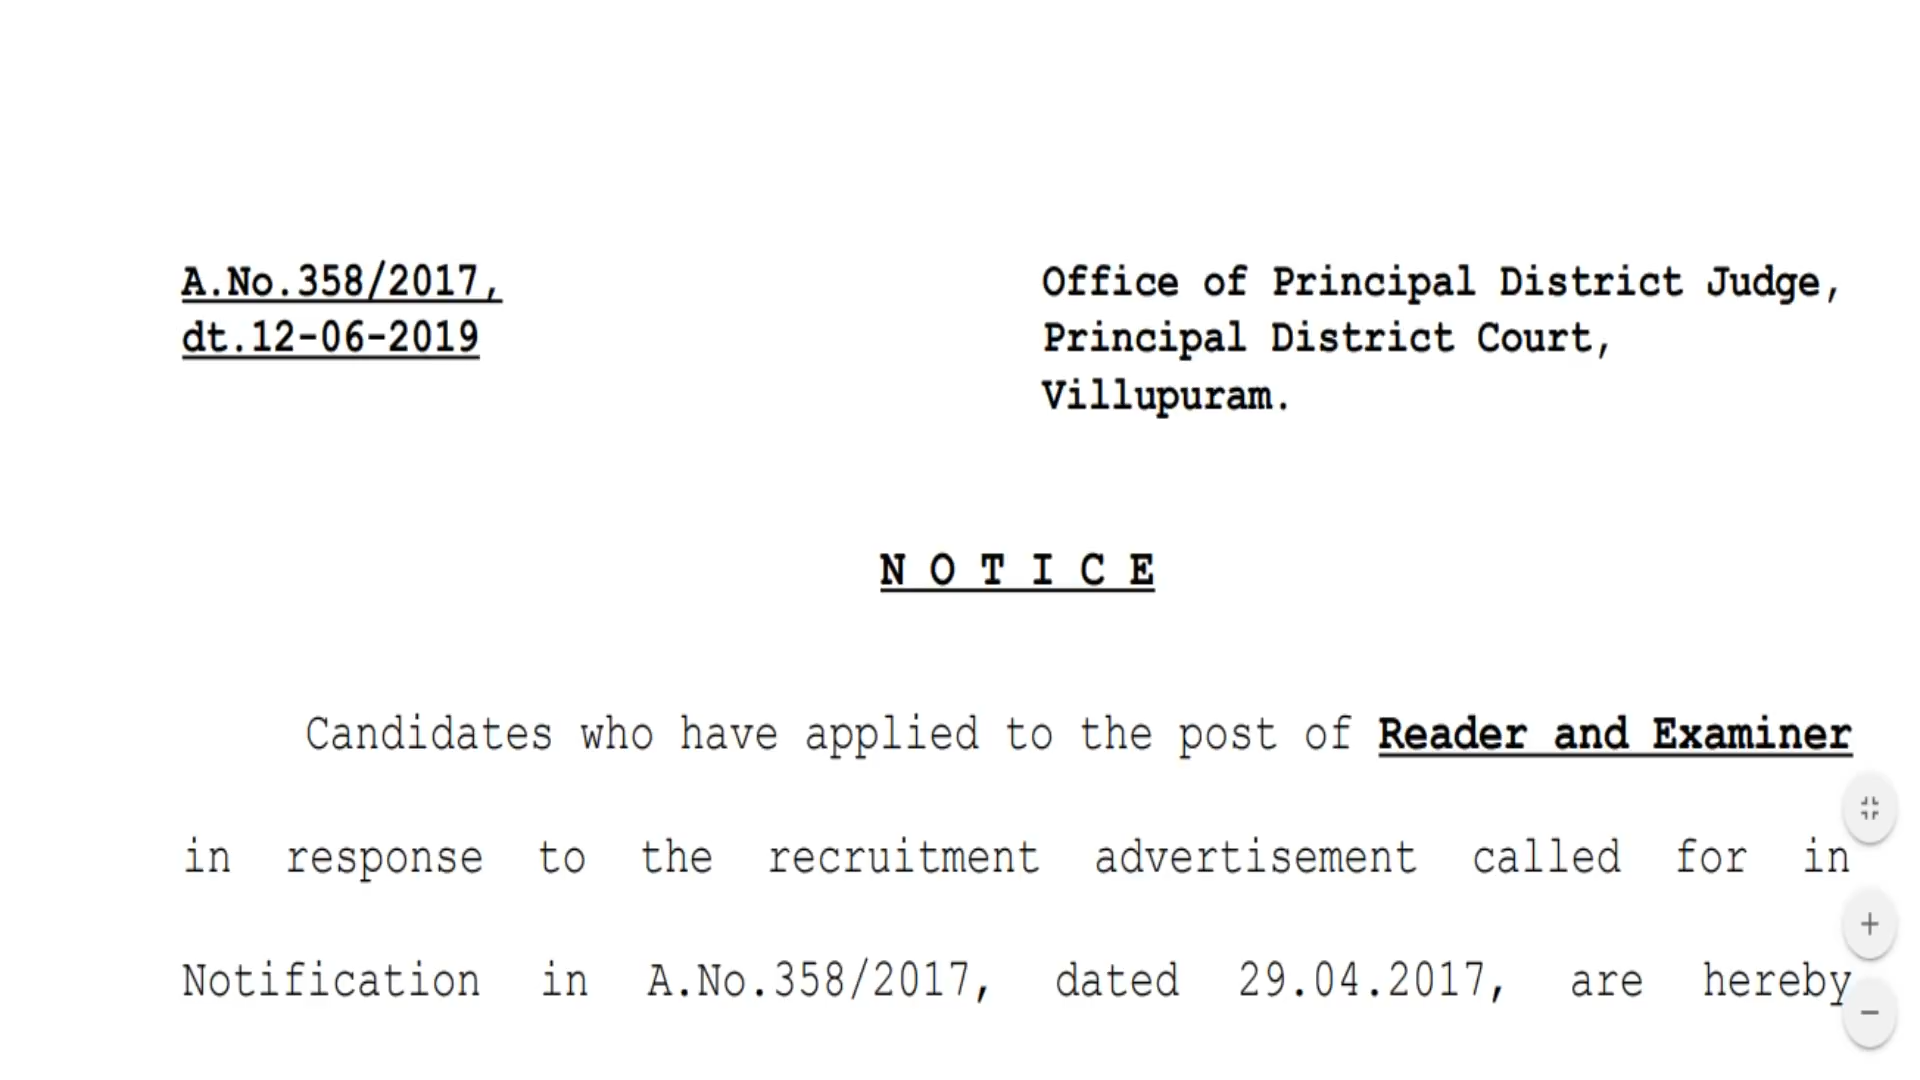 A.No.358/2017,
dt.12-06-2019
Office of Principal District Judge,
Principal District Court,
Villupuram.
N O T I C E
Candidates who have applied to the post of Reader and Examiner
in response to the recruitment advertisement called for in
Notification in A.No.358/2017, dated 29.04.2017, are hereby